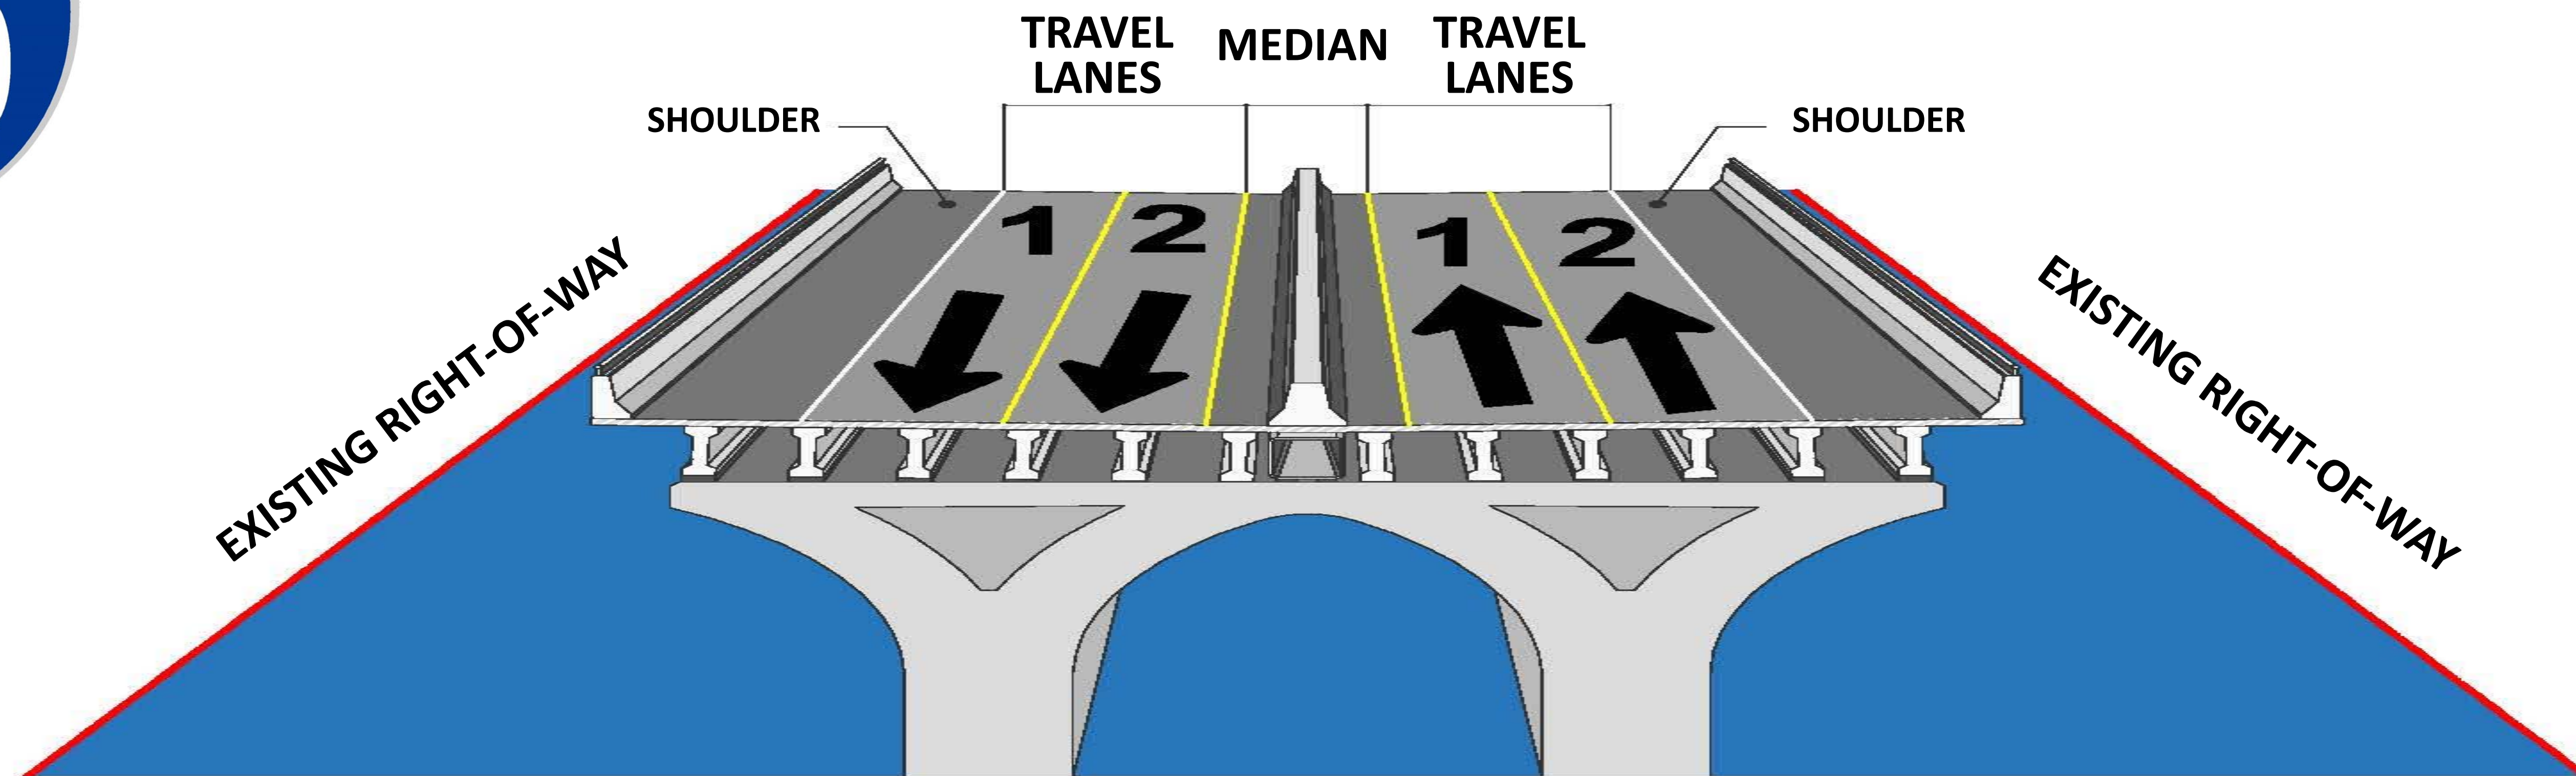 TRAVEL
LANES
MEDIAN
TRAVEL
LANES
SHOULDER
SHOULDER
1 2
1 2
EXISTING RIGHT-OF-WAY
EXISTING RIGHT-OF-WAY